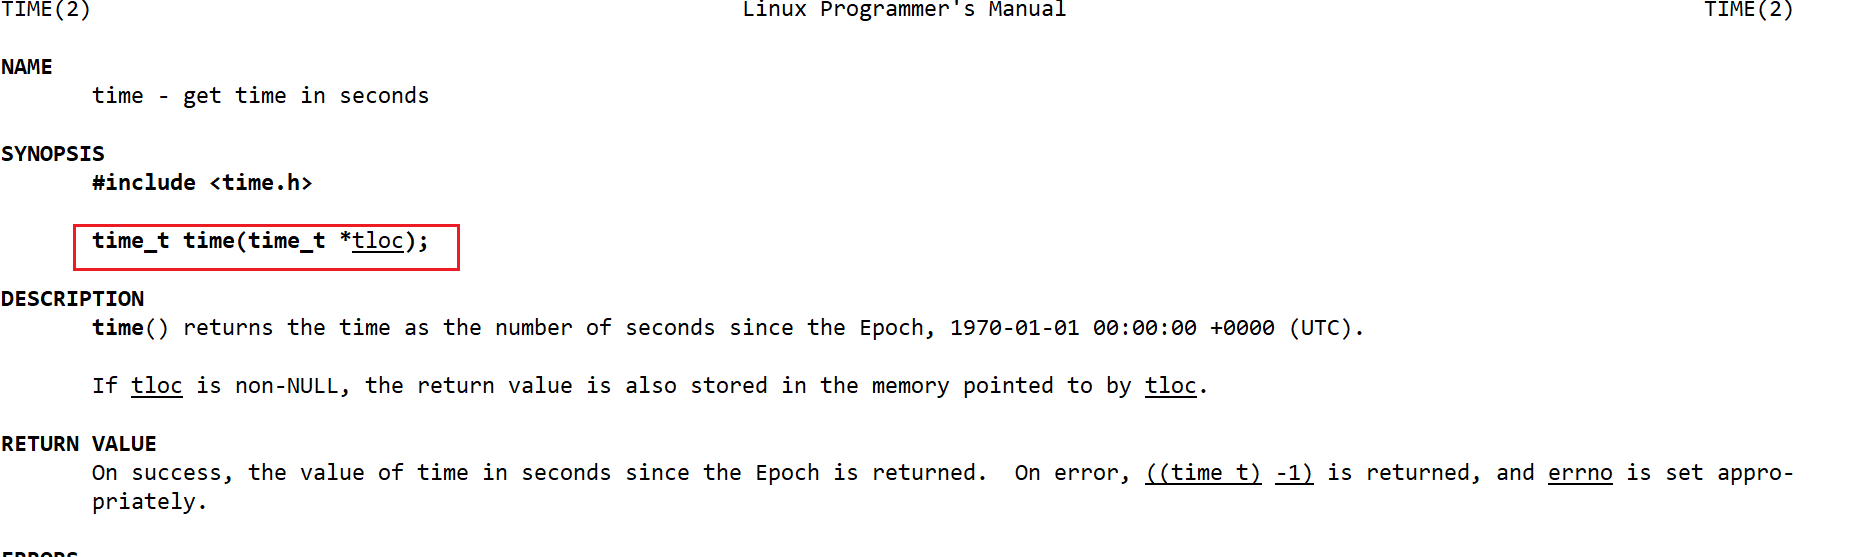 TIME(2) Linux Programmer's Manual TIME(2)
NAME
time - get time in seconds
SYNOPSIS
#include <time.h>
time_t time(time_t *tloc);
DESCRIPTION
time() returns the time as the number of seconds since the Epoch, 1970-01-01 00:00:00 +0000 (UTC).
If tloc is non-NULL, the return value is also stored in the memory pointed to by tloc.
RETURN VALUE
On success, the value of time in seconds since the Epoch is returned.  On error, ((time_t) -1) is returned, and errno is set appro-
priately.
ERRORS